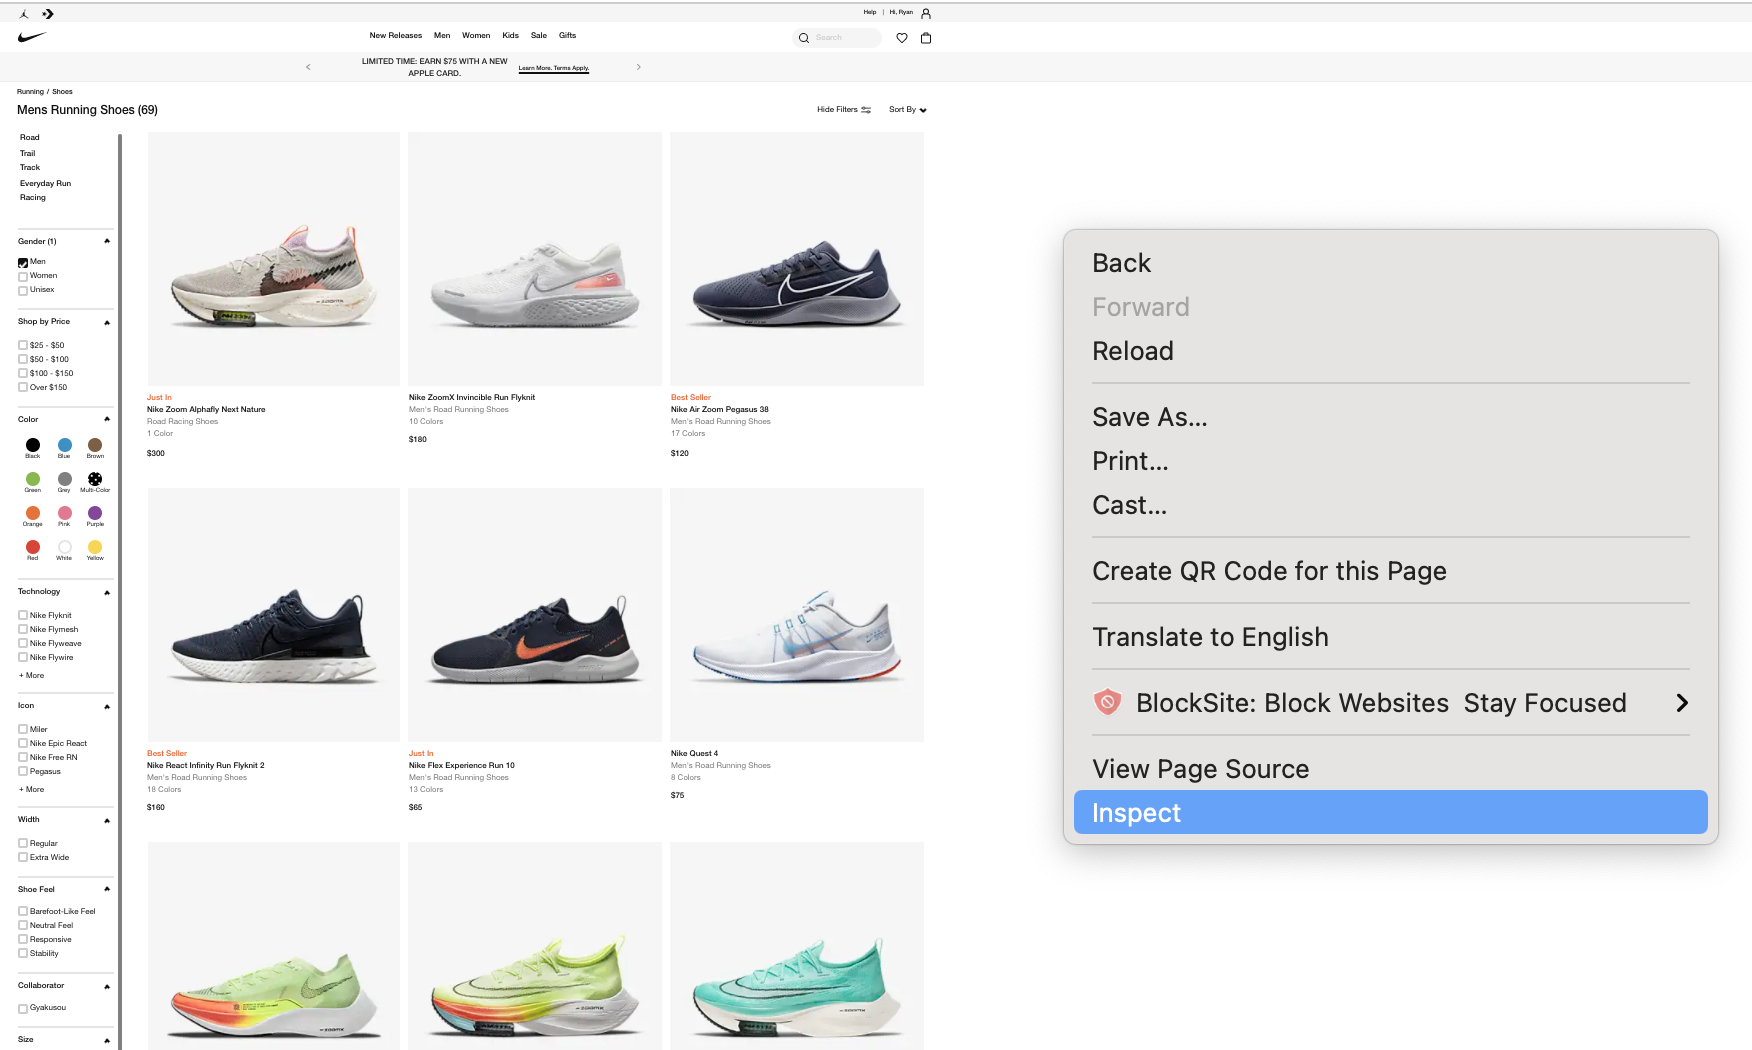 Help | Hi, Ryan
New Releases Men Women Kids Sale Gifts
Search
LIMITED TIME: EARN $75 WITH A NEW
APPLE CARD.
Learn More. Terms Apply.
Running / Shoes
Mens Running Shoes (69)
Hide Filters
Sort By
Road
Trail
Track
Everyday Run
Racing
Gender (1)
Men
Women
Unisex
Shop by Price
$25 - $50
$50 - $100
$100 - $150
Over $150
Color
Black Blue Brown
Green Grey Multi-Color
Orange Pink Purple
Red White Yellow
Technology
Nike Flyknit
Nike Flymesh
Nike Flyweave
Nike Flywire
+ More
Icon
Miler
Nike Epic React
Nike Free RN
Pegasus
+ More
Width
Regular
Extra Wide
Shoe Feel
Barefoot-Like Feel
Neutral Feel
Responsive
Stability
Collaborator
Gyakusou
Size
Just In
Nike Zoom Alphafly Next Nature
Road Racing Shoes
1 Color
$300
Nike ZoomX Invincible Run Flyknit
Men's Road Running Shoes
10 Colors
$180
Best Seller
Nike Air Zoom Pegasus 38
Men's Road Running Shoes
17 Colors
$120
Best Seller
Nike React Infinity Run Flyknit 2
Men's Road Running Shoes
18 Colors
$160
Just In
Nike Flex Experience Run 10
Men's Road Running Shoes
13 Colors
$65
Nike Quest 4
Men's Road Running Shoes
8 Colors
$75
Back
Forward
Reload
Save As...
Print...
Cast...
Create QR Code for this Page
Translate to English
BlockSite: Block Websites Stay Focused
View Page Source
Inspect